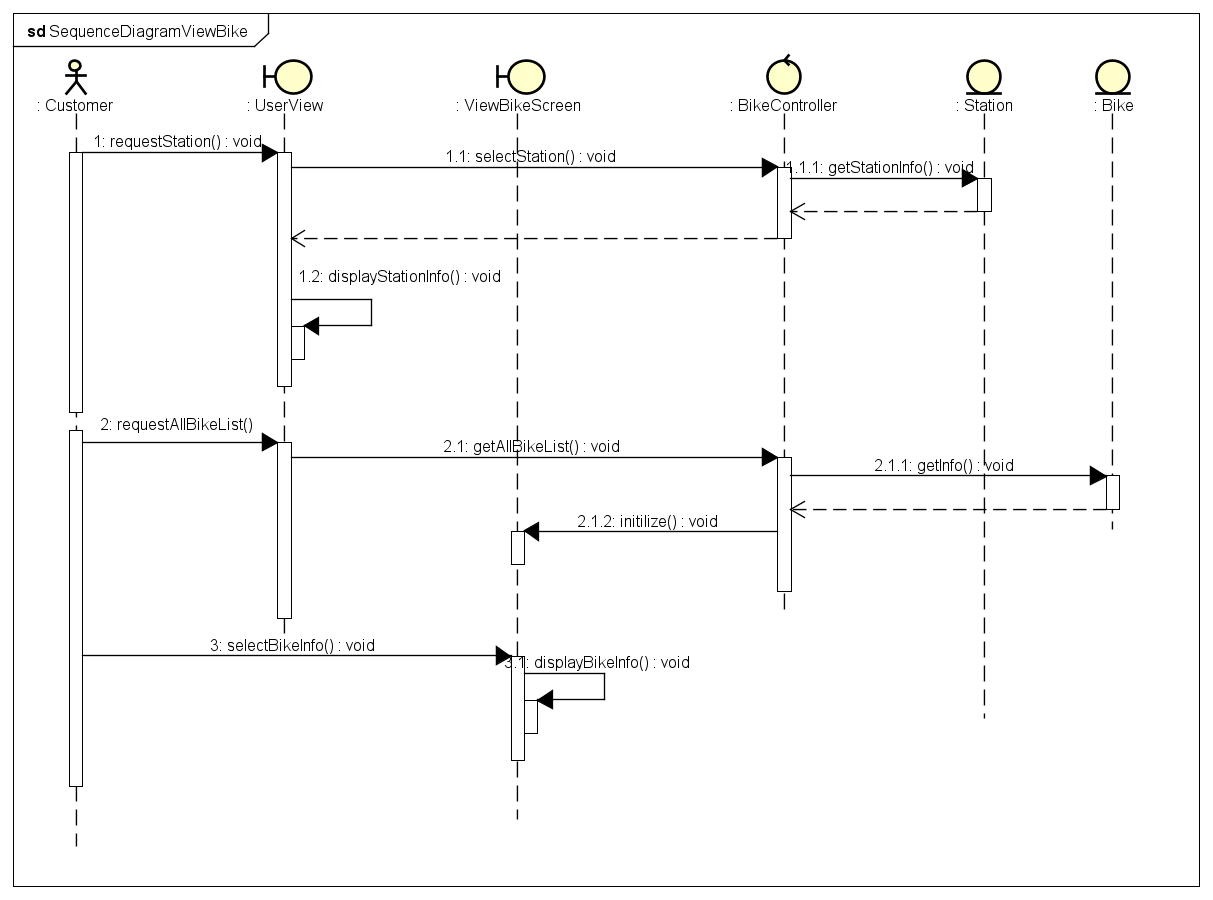 sd SequenceDiagramViewBike
: Customer
: UserView
: ViewBikeScreen
: BikeController
: Station
: Bike
1: requestStation() : void
1.1: selectStation() : void
1.1.1: getStationInfo() : void
1.2: displayStationInfo() : void
2: requestAllBikeList()
2.1: getAllBikeList() : void
2.1.1: getInfo() : void
2.1.2: initilize() : void
3: selectBikeInfo() : void
3.1: displayBikeInfo() : void